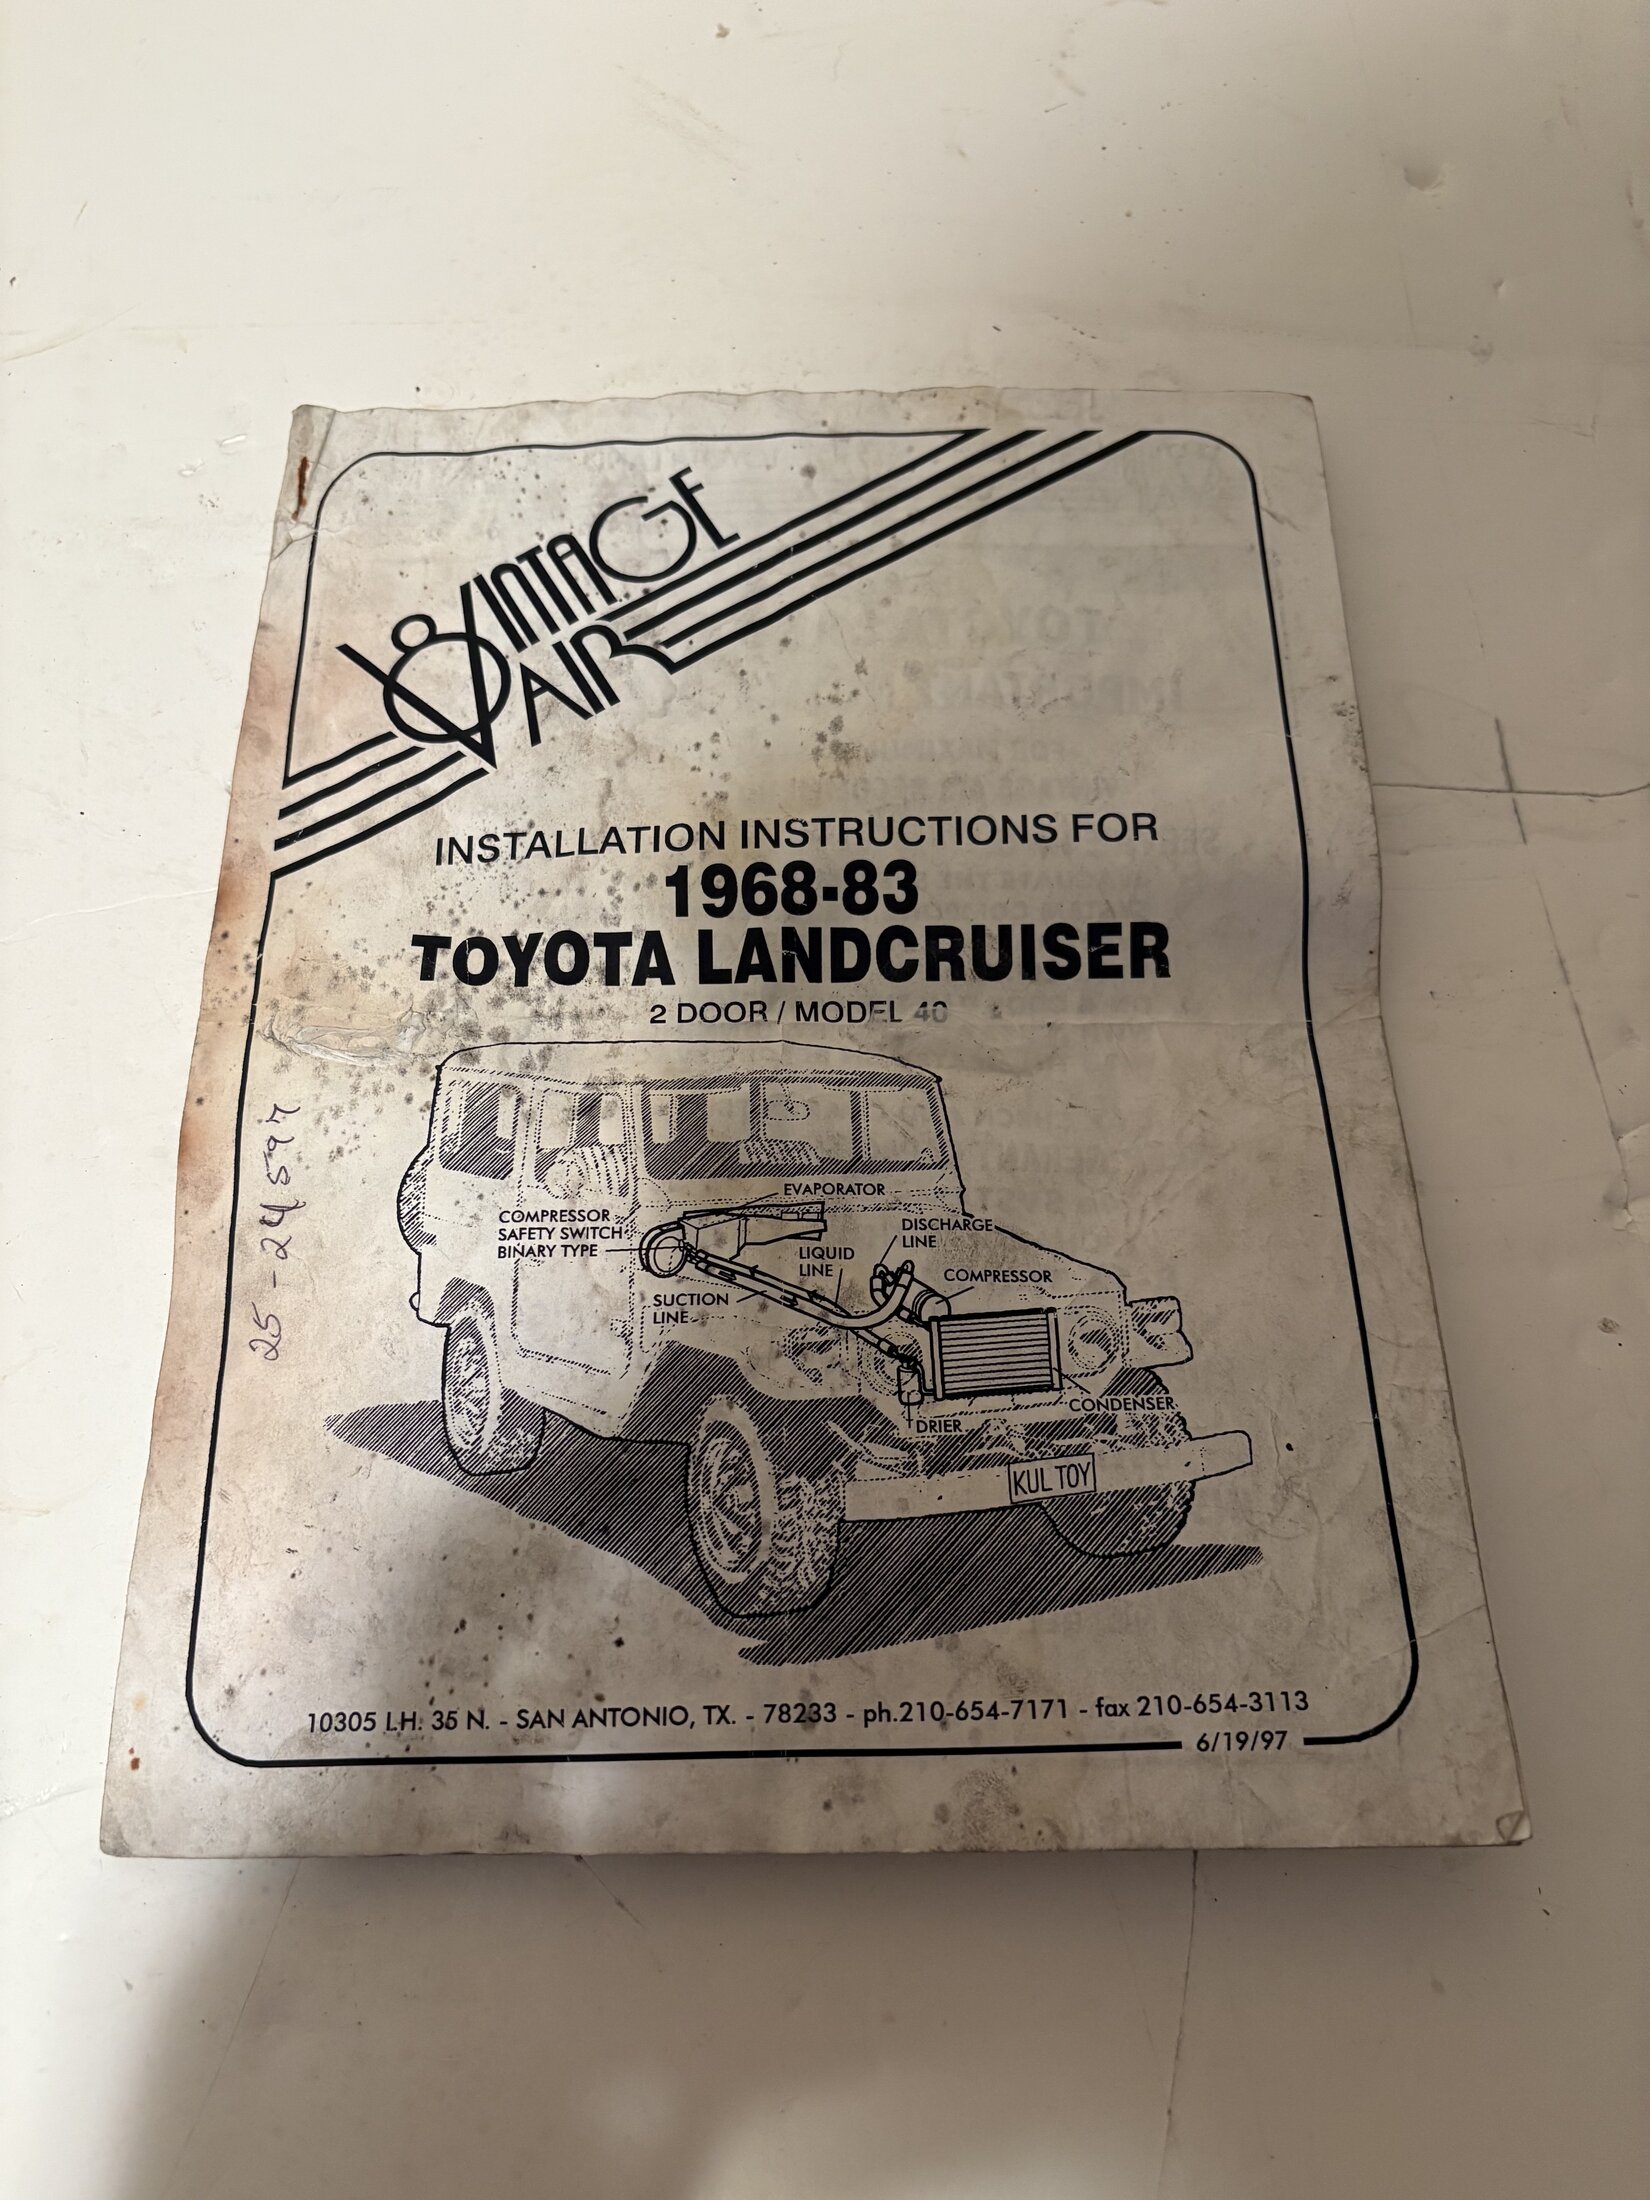 VINTAGE
AIR
INSTALLATION INSTRUCTIONS FOR
1968-83
TOYOTA LANDCRUISER
2 DOOR / MODEL 40
25-24597
EVAPORATOR
COMPRESSOR
SAFETY SWITCH
BINARY TYPE
DISCHARGE
LINE
LIQUID
LINE
COMPRESSOR
SUCTION
LINE
CONDENSER
DRIER
KUL TOY
10305 I.H. 35 N. - SAN ANTONIO, TX. - 78233 - ph.210-654-7171 - fax 210-654-3113
6/19/97